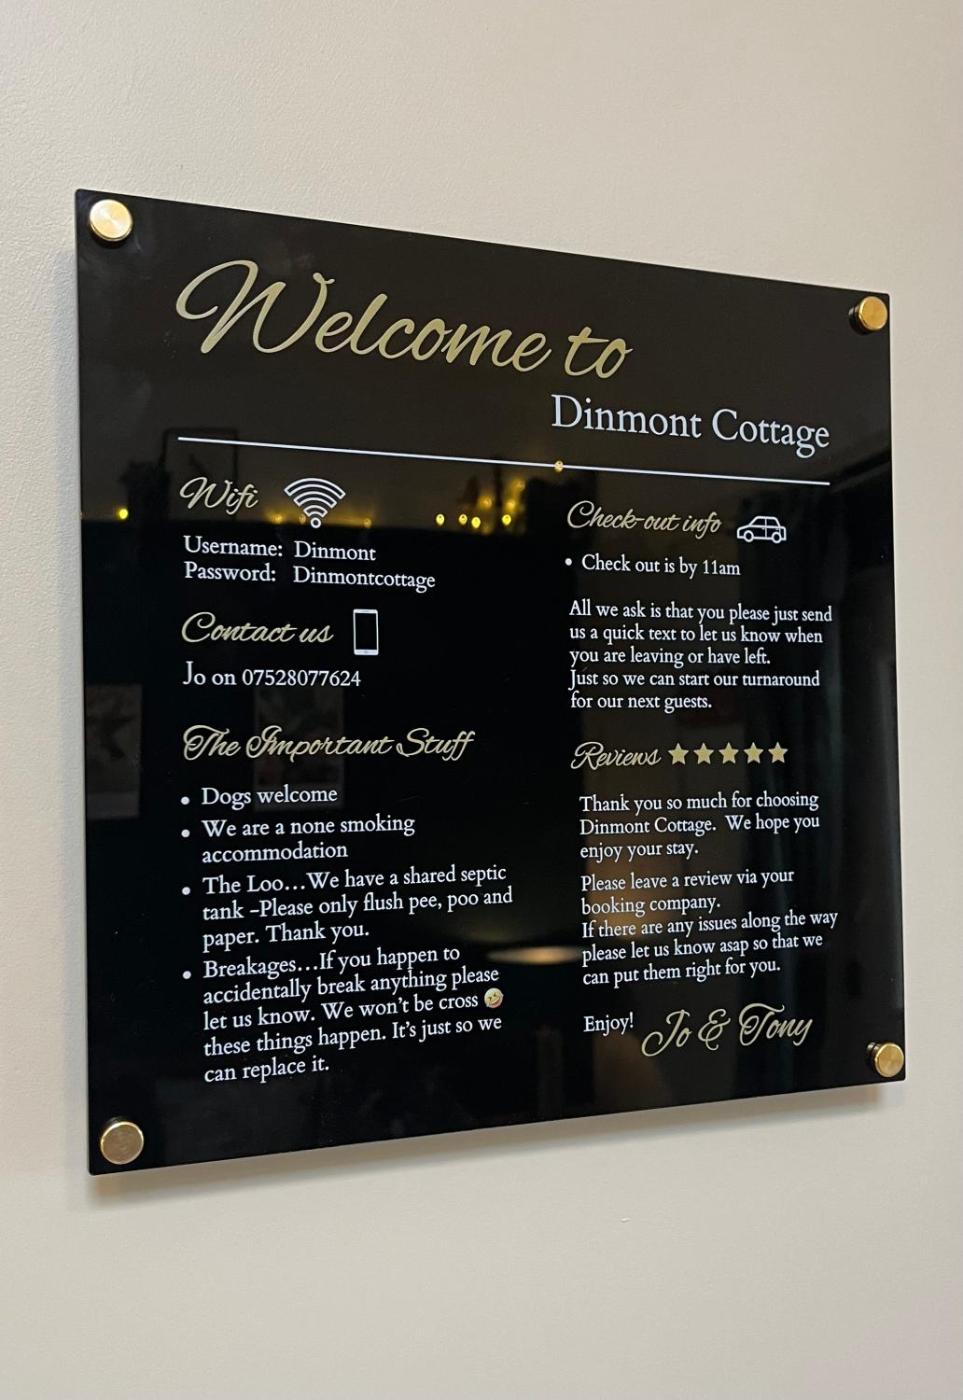 Welcome to
Dinmont Cottage
Wifi
Username: Dinmont
Password: Dinmontcottage
Contact us
Jo on 07528077624
The Important Stuff
• Dogs welcome
• We are a none smoking
accommodation
• The Loo...We have a shared septic
tank -Please only flush pee, poo and
paper. Thank you.
• Breakages...If you happen to
accidentally break anything please
let us know. We won't be cross 🤣
these things happen. It's just so we
can replace it.
Check-out info
• Check out is by 11am
All we ask is that you please just send
us a quick text to let us know when
you are leaving or have left.
Just so we can start our turnaround
for our next guests.
Reviews ★★★★★
Thank you so much for choosing
Dinmont Cottage. We hope you
enjoy your stay.
Please leave a review via your
booking company.
If there are any issues along the way
please let us know asap so that we
can put them right for you.
Enjoy! Jo & Tony